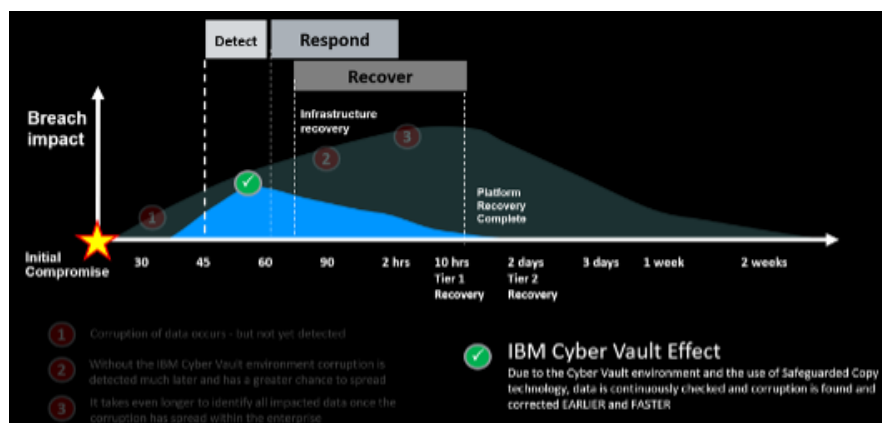 Detect
Respond
Recover
Breach
impact
Infrastructure
recovery
3
2
1
Platform
Recovery
Complete
Initial
Compromise
30
45
60
90
2 hrs
10 hrs
Tier 1
Recovery
2 days
Tier 2
Recovery
3 days
1 week
2 weeks
1
Corruption of data occurs - but not yet detected
2
Without the IBM Cyber Vault environment corruption is
detected much later and has a greater chance to spread
3
It takes even longer to identify all impacted data once the
corruption has spread within the enterprise
IBM Cyber Vault Effect
Due to the Cyber Vault environment and the use of Safeguarded Copy
technology, data is continuously checked and corruption is found and
corrected EARLIER and FASTER